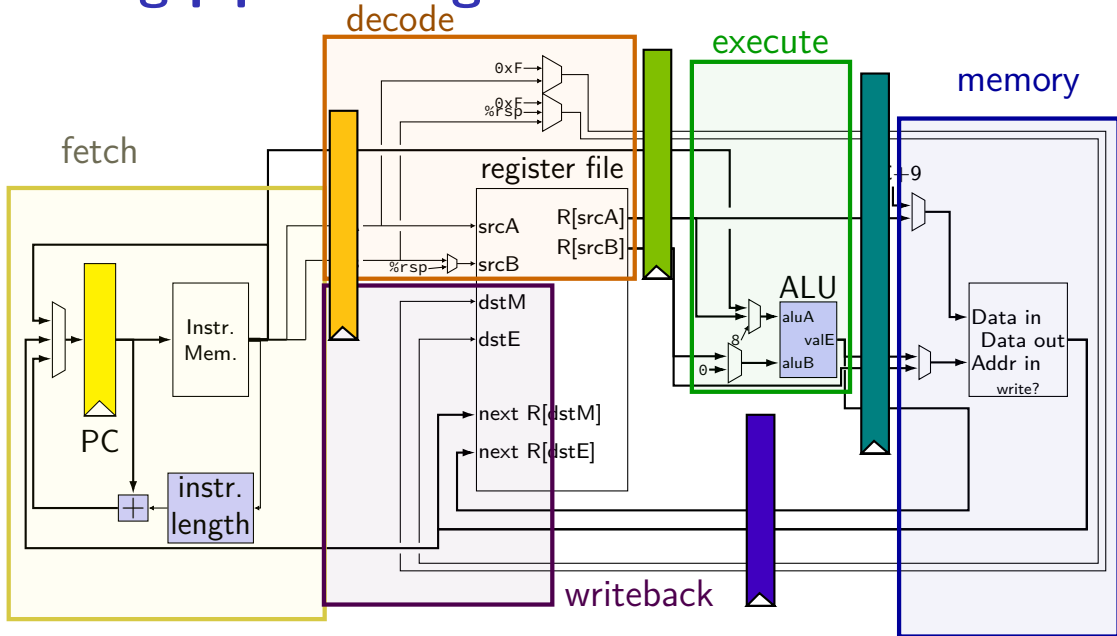 decode
execute
memory
fetch
0xF
0xF
%rsp
register file
+9
srcA
R[srcA]
R[srcB]
srcB
%rsp
dstM
dstE
Instr.
Mem.
PC
ALU
aluA
valE
aluB
8
0
Data in
Data out
Addr in
write?
next R[dstM]
next R[dstE]
+
instr.
length
writeback